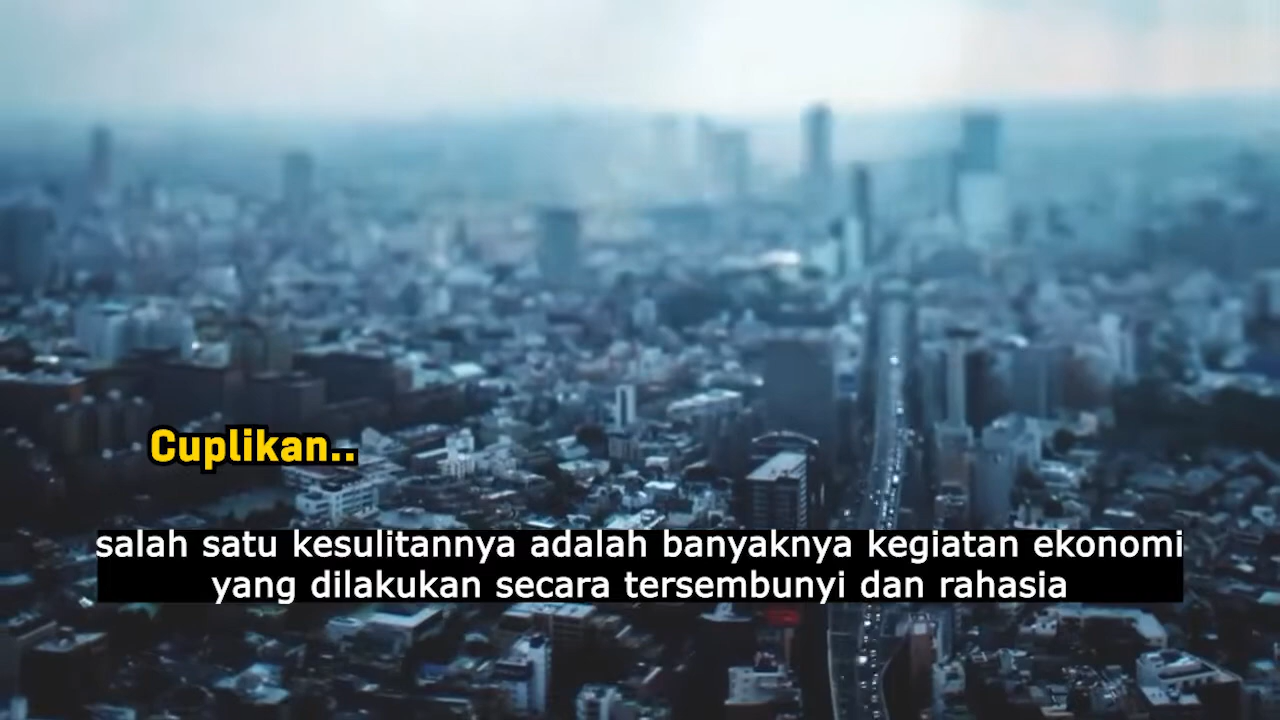 Cuplikan..
salah satu kesulitannya adalah banyaknya kegiatan ekonomi
yang dilakukan secara tersembunyi dan rahasia